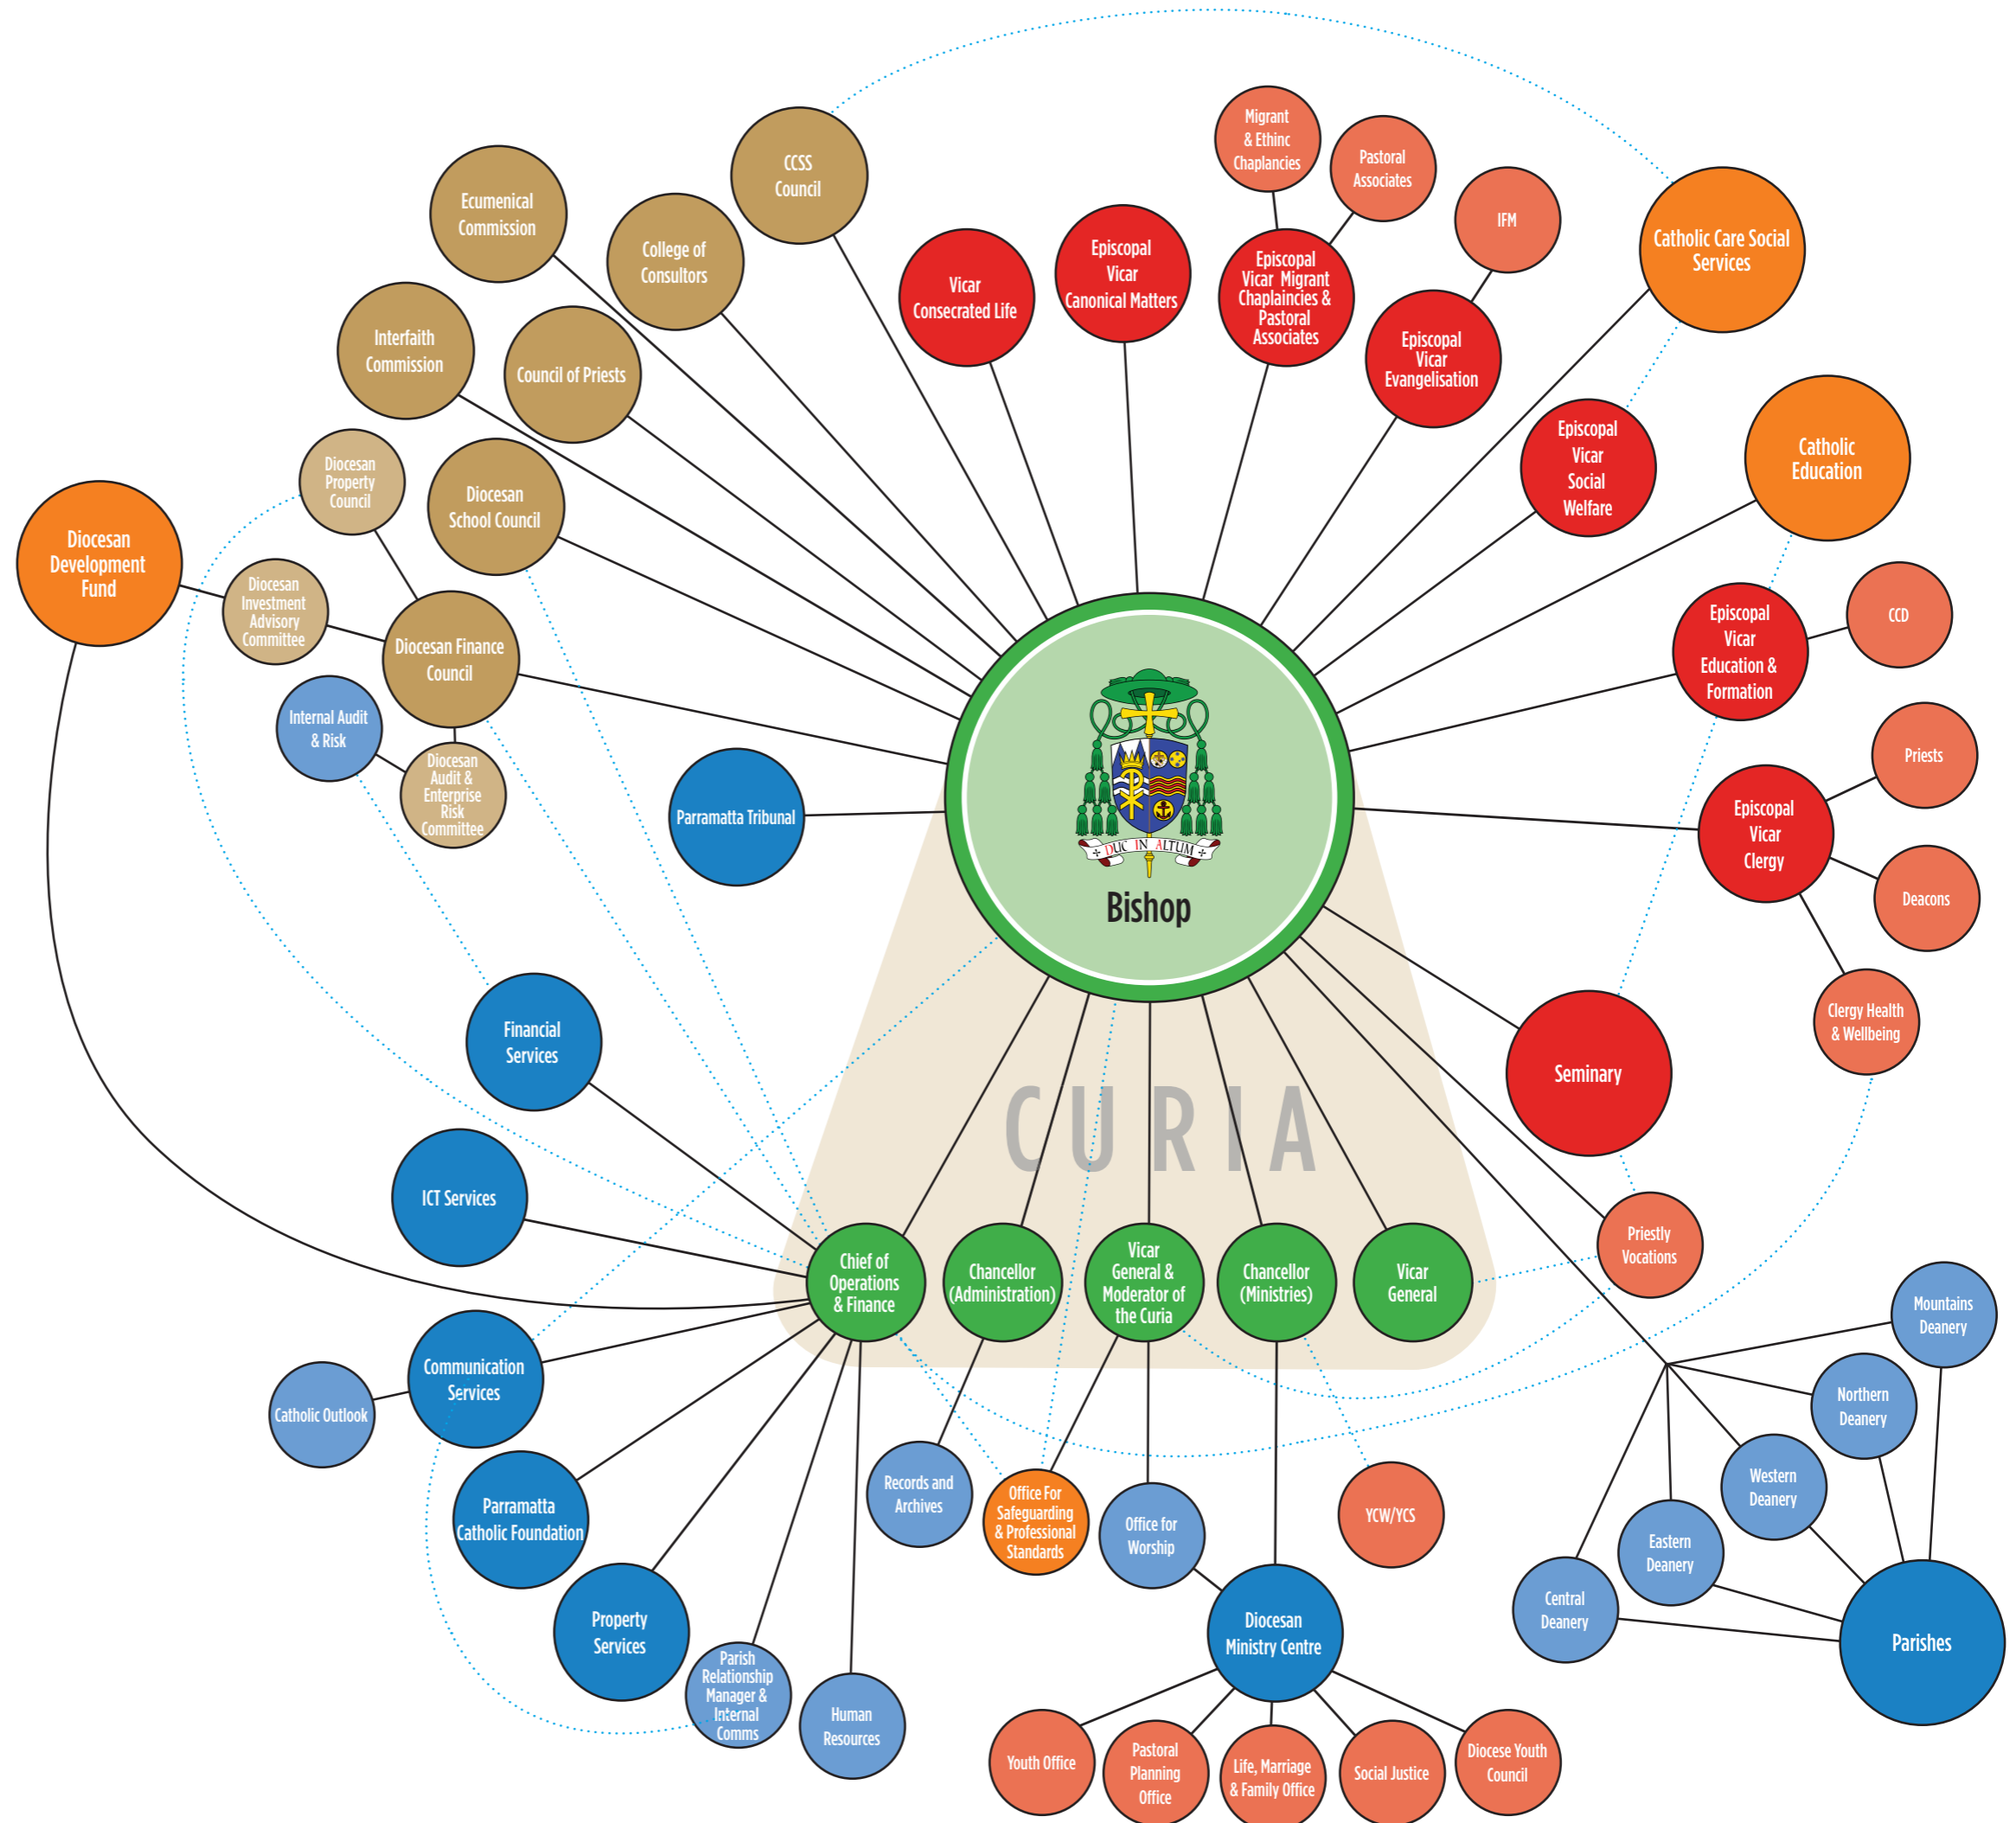 Migrant
& Ethinc
Chaplancies
Pastoral
Associates
CCSS
Council
Ecumenical
Commission
College of
Consultors
IFM
Catholic Care Social
Services
Vicar
Consecrated Life
Episcopal
Vicar
Canonical Matters
Episcopal
Vicar Migrant
Chaplaincies &
Pastoral
Associates
Interfaith
Commission
Council of Priests
Episcopal
Vicar
Evangelisation
Episcopal
Vicar
Social
Welfare
Catholic
Education
Diocesan
Property
Council
Diocesan
School Council
Diocesan
Development
Fund
Diocesan
Investment
Advisory
Committee
Diocesan Finance
Council
Episcopal
Vicar
Education &
Formation
CCD
Internal Audit
& Risk
Diocesan
Audit &
Enterprise
Risk
Committee
Parramatta Tribunal
DUC IN ALTUM
Bishop
Priests
Episcopal
Vicar
Clergy
Deacons
Clergy Health
& Wellbeing
Financial
Services
Seminary
CURIA
ICT Services
Priestly
Vocations
Chief of
Operations
& Finance
Chancellor
(Administration)
Vicar
General &
Moderator of
the Curia
Chancellor
(Ministries)
Vicar
General
Mountains
Deanery
Communication
Services
Catholic Outlook
Northern
Deanery
Western
Deanery
Parramatta
Catholic Foundation
Records and
Archives
Office For
Safeguarding
& Professional
Standards
Office for
Worship
YCW/YCS
Eastern
Deanery
Central
Deanery
Parishes
Property
Services
Diocesan
Ministry Centre
Parish
Relationship
Manager &
Internal
Comms
Human
Resources
Youth Office
Pastoral
Planning
Office
Life, Marriage
& Family Office
Social Justice
Diocese Youth
Council